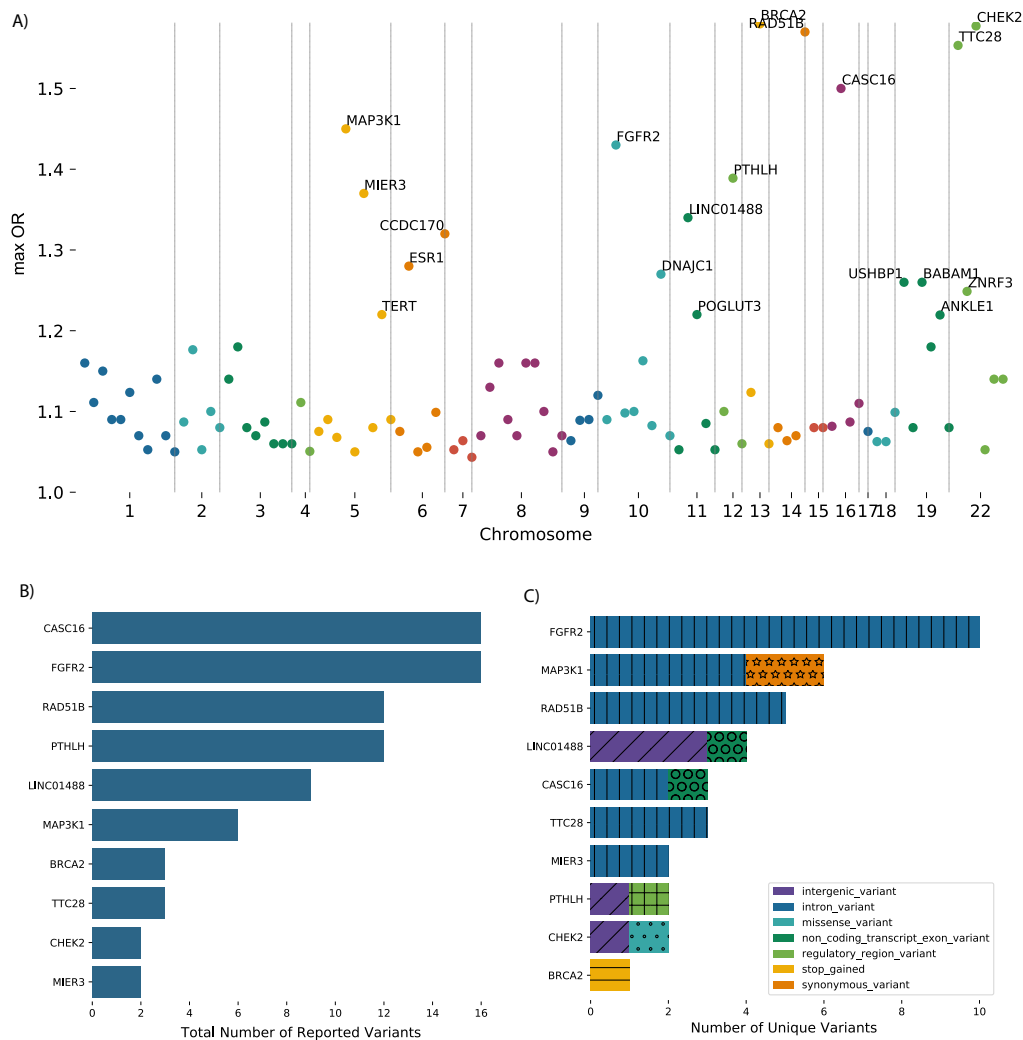 A)
BRCA2
CHEK2
RAD51B
TTC28
1.5
CASC16
MAP3K1
FGFR2
1.4
PTHLH
MIER3
LINC01488
CCDC170
1.3
ESR1
DNAJC1
USHBP1
BABAM1
ZNRF3
TERT
POGLUT3
ANKLE1
1.2
1.1
1.0
max OR
1 2 3 4 5 6 7 8 9 10 11 12 13 14 15 16 17 18 19 22
Chromosome
B)
CASC16
FGFR2
RAD51B
PTHLH
LINC01488
MAP3K1
BRCA2
TTC28
CHEK2
MIER3
0 2 4 6 8 10 12 14 16
Total Number of Reported Variants
C)
FGFR2
MAP3K1
RAD51B
LINC01488
CASC16
TTC28
MIER3
PTHLH
CHEK2
BRCA2
intergenic_variant
intron_variant
missense_variant
non_coding_transcript_exon_variant
regulatory_region_variant
stop_gained
synonymous_variant
0 2 4 6 8 10
Number of Unique Variants